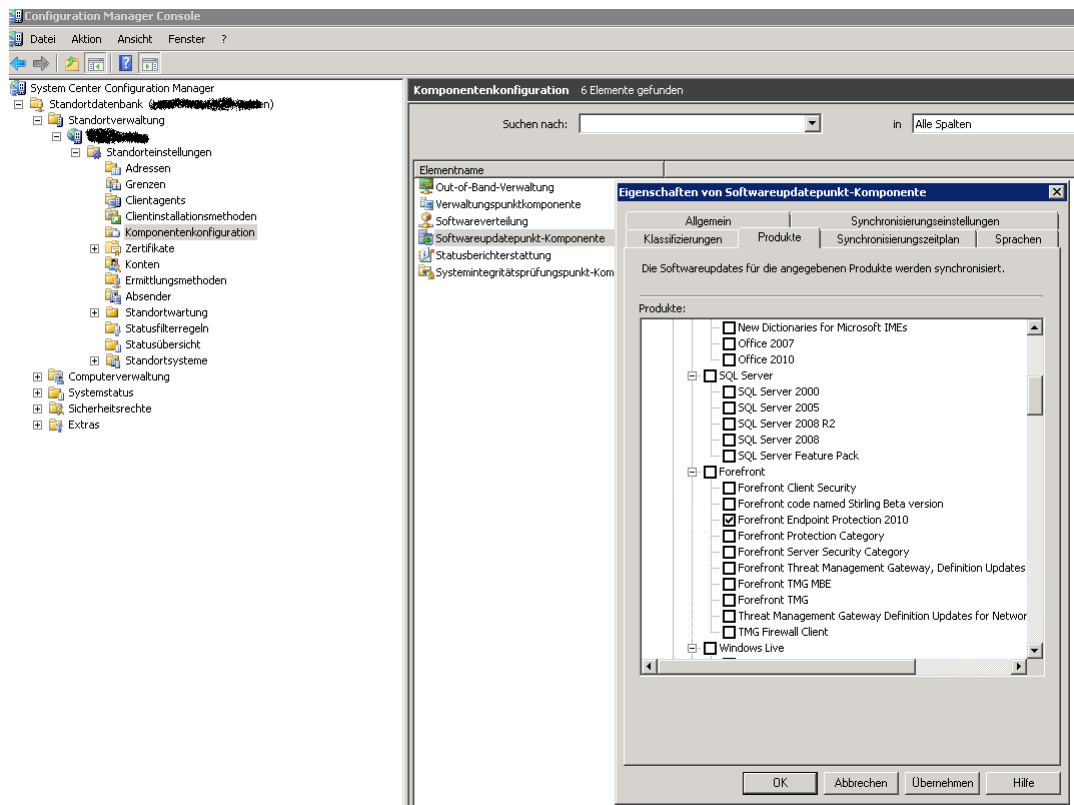 Configuration Manager Console
Datei Aktion Ansicht Fenster ?
System Center Configuration Manager
Standortdatenbank (
Standortverwaltung
Standorteinstellungen
Adressen
Grenzen
Clientagents
Clientinstallationsmethoden
Komponentenkonfiguration
Zertifikate
Konten
Ermittlungsmethoden
Absender
Standortwartung
Statusfilterregeln
Statusübersicht
Standortsysteme
Computerverwaltung
Systemstatus
Sicherheitsrechte
Extras
Komponentenkonfiguration 6 Elemente gefunden
Suchen nach: in Alle Spalten
Elementname
Out-of-Band-Verwaltung
Verwaltungspunktkomponente
Softwareverteilung
Softwareupdatepunkt-Komponente
Statusberichterstattung
Systemintegritätsprüfungspunkt-Kom
Eigenschaften von Softwareupdatepunkt-Komponente
Allgemein Synchronisierungseinstellungen
Klassifizierungen Produkte Synchronisierungszeitplan Sprachen
Die Softwareupdates für die angegebenen Produkte werden synchronisiert.
Produkte:
New Dictionaries for Microsoft IMEs
Office 2007
Office 2010
SQL Server
SQL Server 2000
SQL Server 2005
SQL Server 2008 R2
SQL Server 2008
SQL Server Feature Pack
Forefront
Forefront Client Security
Forefront code named Stirling Beta version
Forefront Endpoint Protection 2010
Forefront Protection Category
Forefront Server Security Category
Forefront Threat Management Gateway, Definition Updates
Forefront TMG MBE
Forefront TMG
Threat Management Gateway Definition Updates for Networ
TMG Firewall Client
Windows Live
OK Abbrechen Übernehmen Hilfe